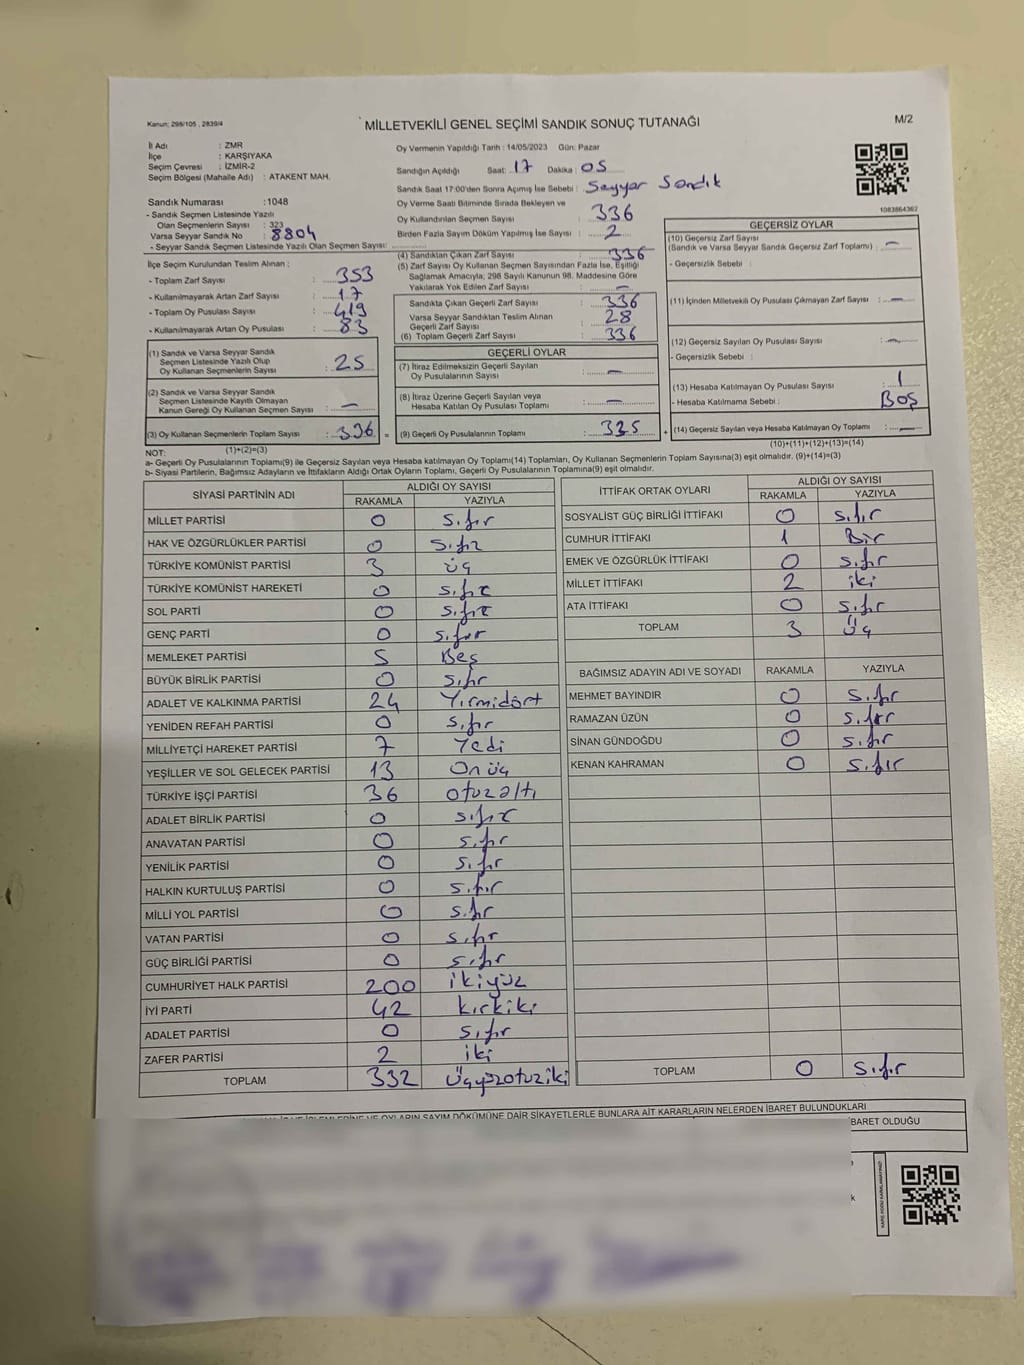 Kanun: 298/105 , 2839/4
MİLLETVEKİLİ GENEL SEÇİMİ SANDIK SONUÇ TUTANAĞI
M/2
İl Adı : ZMR
İlçe : KARŞIYAKA
Seçim Çevresi : İZMİR-2
Seçim Bölgesi (Mahalle Adı) : ATAKENT MAH.
Sandık Numarası :1048
- Sandık Seçmen Listesinde Yazılı
Olan Seçmenlerin Sayısı : 323
Varsa Seyyar Sandık No : 8804
- Seyyar Sandık Seçmen Listesinde Yazılı Olan Seçmen Sayısı:
Oy Vermenin Yapıldığı Tarih : 14/05/2023 Gün: Pazar
Sandığın Açıldığı Saat: 17 Dakika: 05
Sandık Saat 17:00'den Sonra Açımış İse Sebebi : Seyyar Sandık
Oy Verme Saati Bitiminde Sırada Bekleyen ve
Oy Kullandırılan Seçmen Sayısı : 336
Birden Fazla Sayım Döküm Yapılmış İse Sayısı : 2
1083864362
İlçe Seçim Kurulundan Teslim Alınan ;
- Toplam Zarf Sayısı : 353
- Kullanılmayarak Artan Zarf Sayısı : 17
- Toplam Oy Pusulası Sayısı : 419
- Kullanılmayarak Artan Oy Pusulası : 83
(4) Sandıktan Çıkan Zarf Sayısı : 336
(5) Zarf Sayısı Oy Kullanan Seçmen Sayısından Fazla İse, Eşitliği
Sağlamak Amacıyla, 298 Sayılı Kanunun 98. Maddesine Göre
Yakılarak Yok Edilen Zarf Sayısı : —
Sandıkta Çıkan Geçerli Zarf Sayısı : 336
Varsa Seyyar Sandıktan Teslim Alınan
Geçerli Zarf Sayısı : 28
(6) Toplam Geçerli Zarf Sayısı : 336
GEÇERSİZ OYLAR
(10) Geçersiz Zarf Sayısı
(Sandık ve Varsa Seyyar Sandık Geçersiz Zarf Toplamı) : —
- Geçersizlik Sebebi :
(11) İçinden Milletvekili Oy Pusulası Çıkmayan Zarf Sayısı : —
(12) Geçersiz Sayılan Oy Pusulası Sayısı : —
- Geçersizlik Sebebi :
(13) Hesaba Katılmayan Oy Pusulası Sayısı : 1
- Hesaba Katılmama Sebebi : BOŞ
(14) Geçersiz Sayılan veya Hesaba Katılmayan Oy Toplamı : —
(10)+(11)+(12)+(13)=(14)
(1) Sandık ve Varsa Seyyar Sandık
Seçmen Listesinde Yazılı Olup
Oy Kullanan Seçmenlerin Sayısı : 25
(2) Sandık ve Varsa Seyyar Sandık
Seçmen Listesinde Kayıtlı Olmayan
Kanun Gereği Oy Kullanan Seçmen Sayısı : —
(3) Oy Kullanan Seçmenlerin Toplam Sayısı : 336 =
(1)+(2)=(3)
GEÇERLİ OYLAR
(7) İtiraz Edilmeksizin Geçerli Sayılan
Oy Pusulalarının Sayısı : —
(8) İtiraz Üzerine Geçerli Sayılan veya
Hesaba Katılan Oy Pusulası Toplamı : —
(9) Geçerli Oy Pusulalarının Toplamı : 335 +
NOT:
a- Geçerli Oy Pusulalarının Toplamı(9) ile Geçersiz Sayılan veya Hesaba katılmayan Oy Toplamı(14) Toplamları, Oy Kullanan Seçmenlerin Toplam Sayısına(3) eşit olmalıdır. (9)+(14)=(3)
b- Siyasi Partilerin, Bağımsız Adayların ve İttifakların Aldığı Ortak Oyların Toplamı, Geçerli Oy Pusulalarının Toplamına(9) eşit olmalıdır.
SİYASİ PARTİNİN ADI ALDIĞI OY SAYISI
RAKAMLA YAZIYLA
MİLLET PARTİSİ 0 sıfır
HAK VE ÖZGÜRLÜKLER PARTİSİ 0 sıfır
TÜRKİYE KOMÜNİST PARTİSİ 3 üç
TÜRKİYE KOMÜNİST HAREKETİ 0 sıfır
SOL PARTİ 0 sıfır
GENÇ PARTİ 0 sıfır
MEMLEKET PARTİSİ 5 Beş
BÜYÜK BİRLİK PARTİSİ 0 sıfır
ADALET VE KALKINMA PARTİSİ 24 Yirmidört
YENİDEN REFAH PARTİSİ 0 sıfır
MİLLİYETÇİ HAREKET PARTİSİ 7 Yedi
YEŞİLLER VE SOL GELECEK PARTİSİ 13 Onüç
TÜRKİYE İŞÇİ PARTİSİ 36 otuzaltı
ADALET BİRLİK PARTİSİ 0 sıfır
ANAVATAN PARTİSİ 0 sıfır
YENİLİK PARTİSİ 0 sıfır
HALKIN KURTULUŞ PARTİSİ 0 sıfır
MİLLİ YOL PARTİSİ 0 sıfır
VATAN PARTİSİ 0 sıfır
GÜÇ BİRLİĞİ PARTİSİ 0 sıfır
CUMHURİYET HALK PARTİSİ 200 ikiyüz
İYİ PARTİ 42 kırkiki
ADALET PARTİSİ 0 sıfır
ZAFER PARTİSİ 2 iki
TOPLAM 332 Üçyüzotuziki
İTTİFAK ORTAK OYLARI ALDIĞI OY SAYISI
RAKAMLA YAZIYLA
SOSYALİST GÜÇ BİRLİĞİ İTTİFAKI 0 sıfır
CUMHUR İTTİFAKI 1 Bir
EMEK VE ÖZGÜRLÜK İTTİFAKI 0 sıfır
MİLLET İTTİFAKI 2 iki
ATA İTTİFAKI 0 sıfır
TOPLAM 3 Üç
BAĞIMSIZ ADAYIN ADI VE SOYADI RAKAMLA YAZIYLA
MEHMET BAYINDIR 0 sıfır
RAMAZAN ÜZÜN 0 sıfır
SİNAN GÜNDOĞDU 0 sıfır
KENAN KAHRAMAN 0 sıfır
TOPLAM 0 sıfır
OYLARIN SAYIM DÖKÜMÜNE DAİR ŞİKAYETLERLE BUNLARA AİT KARARLARIN NELERDEN İBARET BULUNDUKLARI
BARET OLDUĞU